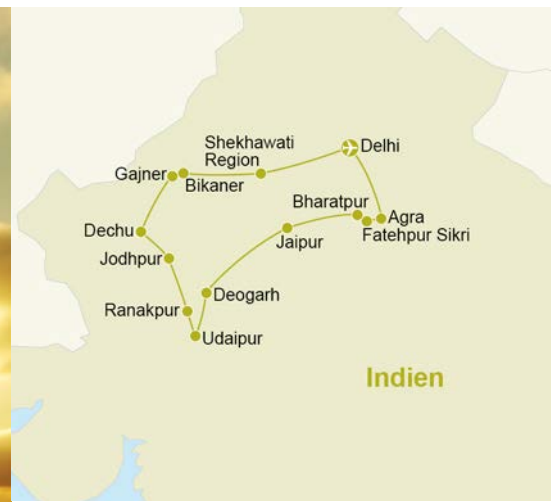 Shekhawati
Region
Delhi
Gajner
Bikaner
Bharatpur
Agra
Fatehpur Sikri
Dechu
Jaipur
Jodhpur
Deogarh
Ranakpur
Udaipur
Indien